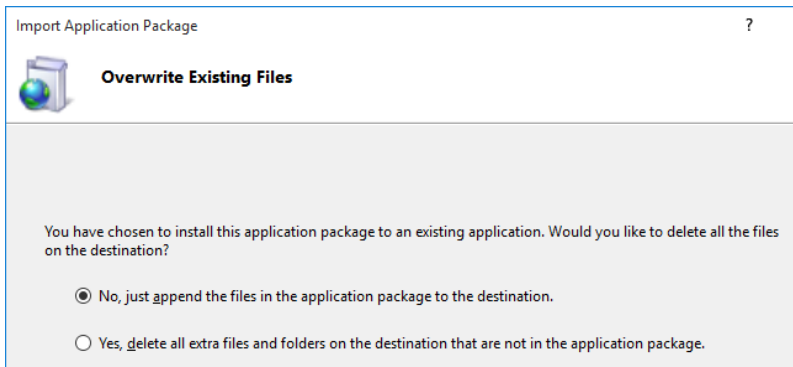 Import Application Package
?
Overwrite Existing Files
You have chosen to install this application package to an existing application. Would you like to delete all the files
on the destination?
No, just append the files in the application package to the destination.
Yes, delete all extra files and folders on the destination that are not in the application package.